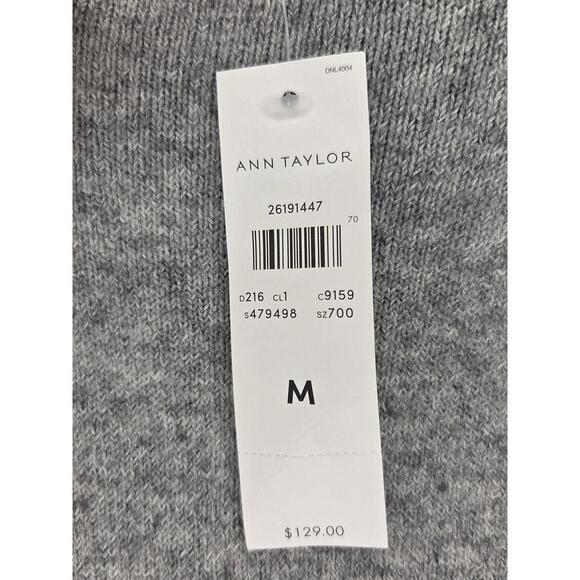 DNL4004
ANN TAYLOR
26191447
70
D216 CL1 C9159
S479498 SZ700
M
$129.00